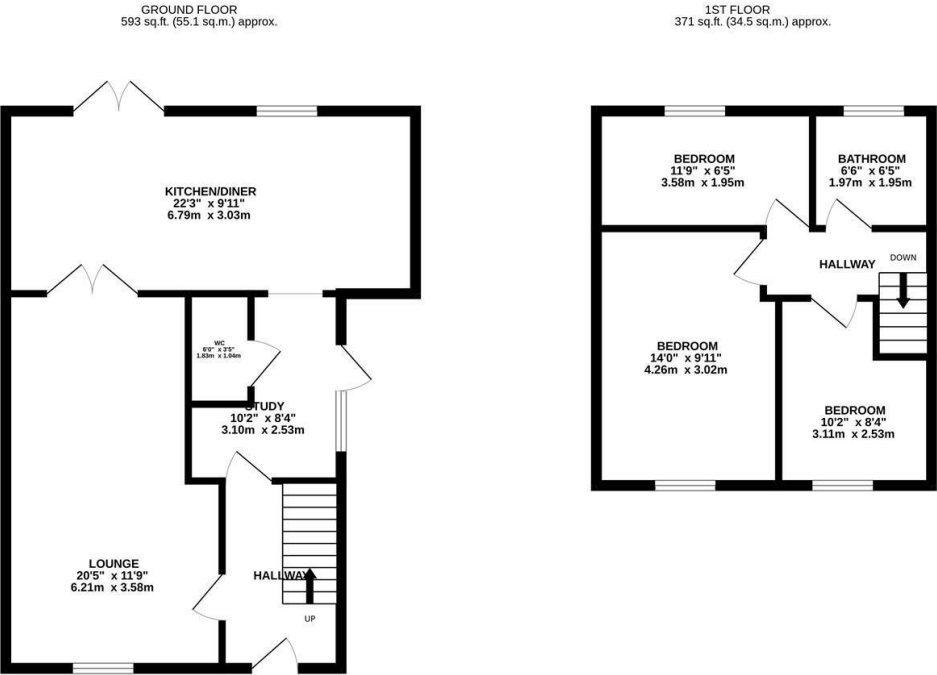 GROUND FLOOR
593 sq.ft. (55.1 sq.m.) approx.
KITCHEN/DINER
22'3" x 9'11"
6.79m x 3.03m
WC
6'0" x 3'5"
1.83m x 1.04m
STUDY
10'2" x 8'4"
3.10m x 2.53m
LOUNGE
20'5" x 11'9"
6.21m x 3.58m
HALLWAY
UP
1ST FLOOR
371 sq.ft. (34.5 sq.m.) approx.
BEDROOM
11'9" x 6'5"
3.58m x 1.95m
BATHROOM
6'6" x 6'5"
1.97m x 1.95m
HALLWAY
DOWN
BEDROOM
14'0" x 9'11"
4.26m x 3.02m
BEDROOM
10'2" x 8'4"
3.11m x 2.53m